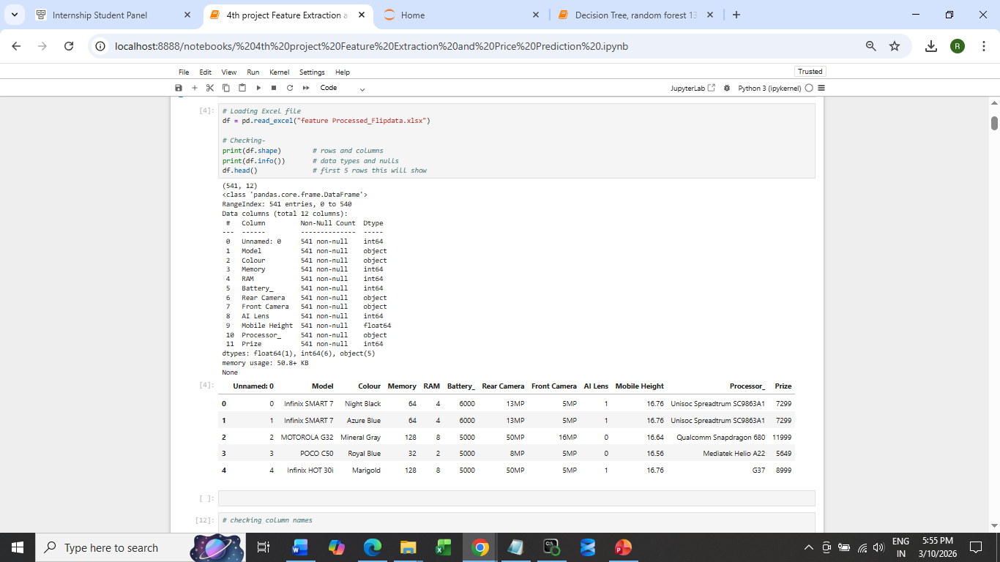 Internship Student Panel
4th project Feature Extraction a
Home
Decision Tree, random forest 13
localhost:8888/notebooks/%204th%20project%20Feature%20Extraction%20and%20Price%20Prediction%20.ipynb
R
File Edit View Run Kernel Settings Help
Trusted
Code
JupyterLab
Python 3 (ipykernel)
[4]:
# Loading Excel file
df = pd.read_excel("feature Processed_Flipdata.xlsx")
# Checking-
print(df.shape) # rows and columns
print(df.info()) # data types and nulls
df.head() # first 5 rows this will show
(541, 12)
<class 'pandas.core.frame.DataFrame'>
RangeIndex: 541 entries, 0 to 540
Data columns (total 12 columns):
# Column Non-Null Count Dtype
--- ------ -------------- -----
0 Unnamed: 0 541 non-null int64
1 Model 541 non-null object
2 Colour 541 non-null object
3 Memory 541 non-null int64
4 RAM 541 non-null int64
5 Battery_ 541 non-null int64
6 Rear Camera 541 non-null object
7 Front Camera 541 non-null object
8 AI Lens 541 non-null int64
9 Mobile Height 541 non-null float64
10 Processor_ 541 non-null object
11 Prize 541 non-null int64
dtypes: float64(1), int64(6), object(5)
memory usage: 50.8+ KB
None
[4]:
Unnamed: 0 Model Colour Memory RAM Battery_ Rear Camera Front Camera AI Lens Mobile Height Processor_ Prize
0 0 Infinix SMART 7 Night Black 64 4 6000 13MP 5MP 1 16.76 Unisoc Spreadtrum SC9863A1 7299
1 1 Infinix SMART 7 Azure Blue 64 4 6000 13MP 5MP 1 16.76 Unisoc Spreadtrum SC9863A1 7299
2 2 MOTOROLA G32 Mineral Gray 128 8 5000 50MP 16MP 0 16.64 Qualcomm Snapdragon 680 11999
3 3 POCO C50 Royal Blue 32 2 5000 8MP 5MP 0 16.56 Mediatek Helio A22 5649
4 4 Infinix HOT 30i Marigold 128 8 5000 50MP 5MP 1 16.76 G37 8999
[ ]:
[12]:
# checking column names
Type here to search
ENG
IN
5:55 PM
3/10/2026